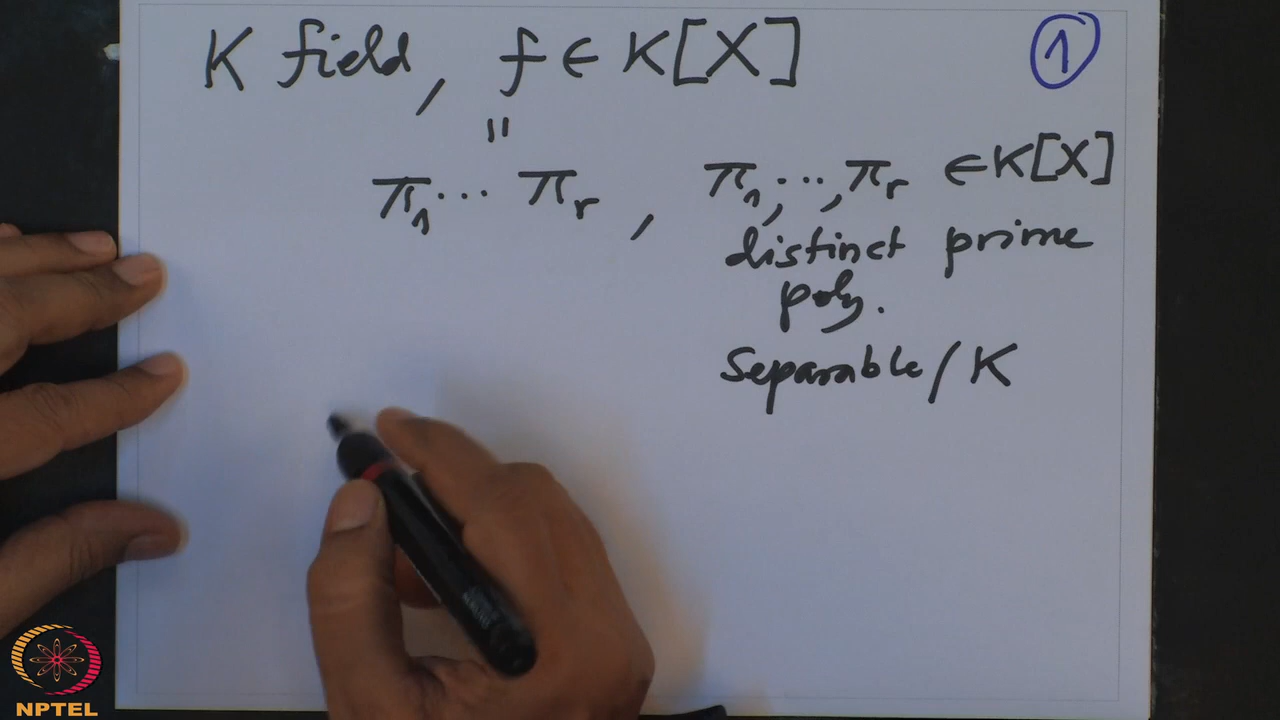 K field, f ∈ K[X]
①
||
π₁ ⋯ πᵣ, π₁, ⋯, πᵣ ∈ K[X]
distinct prime
poly.
Separable / K
NPTEL